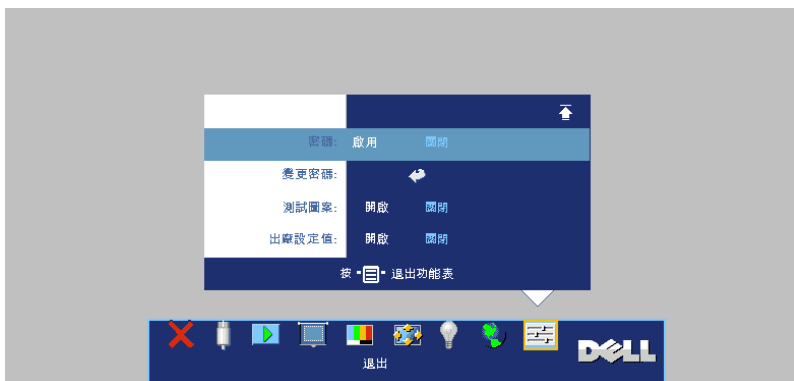 密碼: 啟用 關閉
變更密碼:
測試圖案: 開啟 關閉
出廠設定值: 開啟 關閉
按 - - 退出功能表
退出
DELL